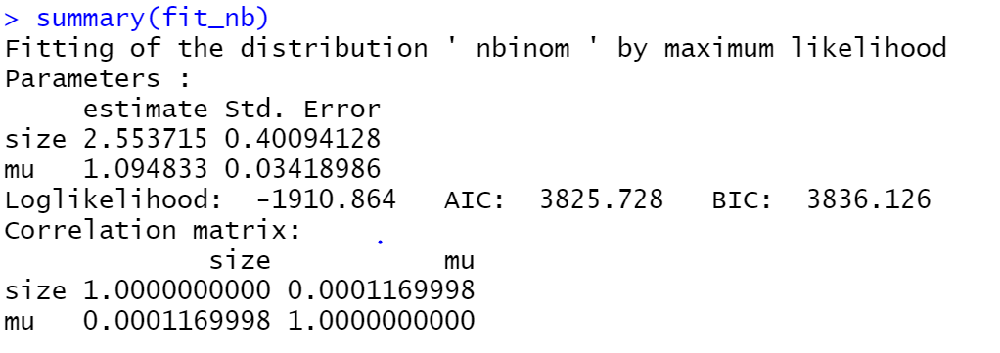 > summary(fit_nb)
Fitting of the distribution ' nbinom ' by maximum likelihood
Parameters :
     estimate Std. Error
size 2.553715 0.40094128
mu   1.094833 0.03418986
Loglikelihood:  -1910.864   AIC:  3825.728   BIC:  3836.126
Correlation matrix:
             size           mu
size 1.0000000000 0.0001169998
mu   0.0001169998 1.0000000000